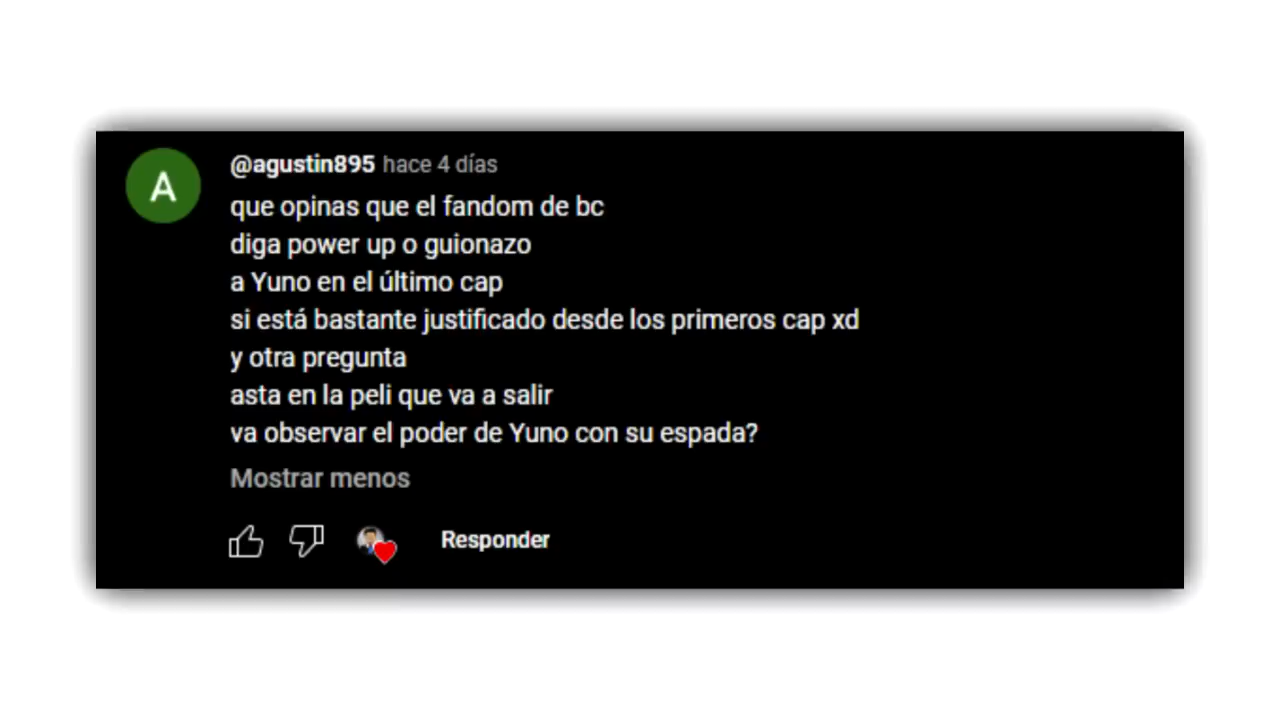 A
@agustin895 hace 4 días
que opinas que el fandom de bc
diga power up o guionazo
a Yuno en el último cap
si está bastante justificado desde los primeros cap xd
y otra pregunta
asta en la peli que va a salir
va observar el poder de Yuno con su espada?
Mostrar menos
Responder